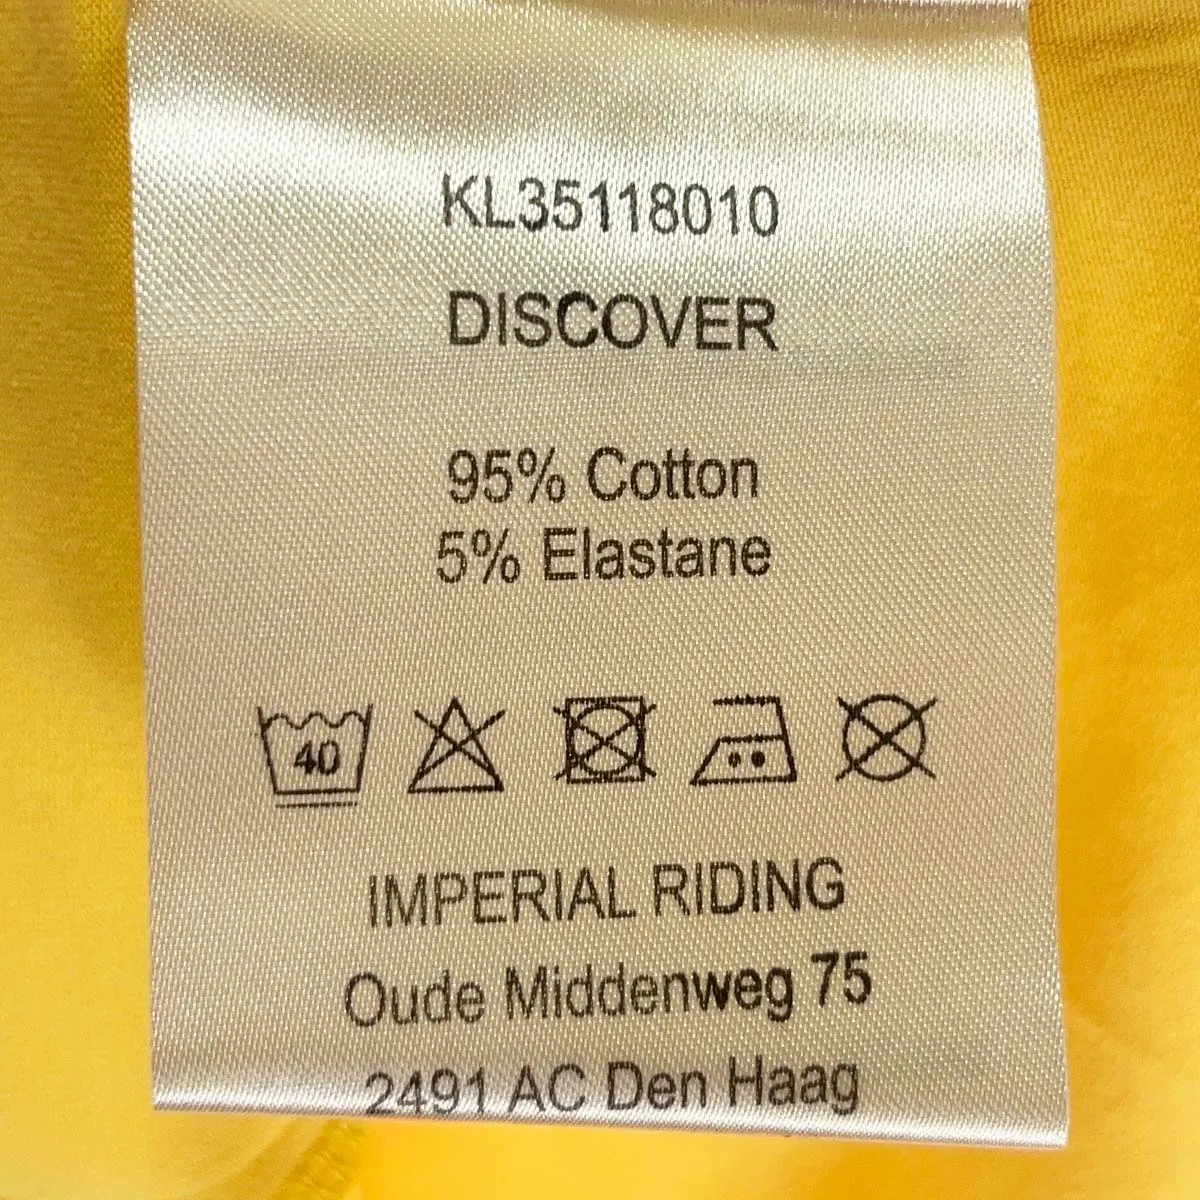 KL35118010
DISCOVER
95% Cotton
5% Elastane
40
IMPERIAL RIDING
Oude Middenweg 75
2491 AC Den Haag